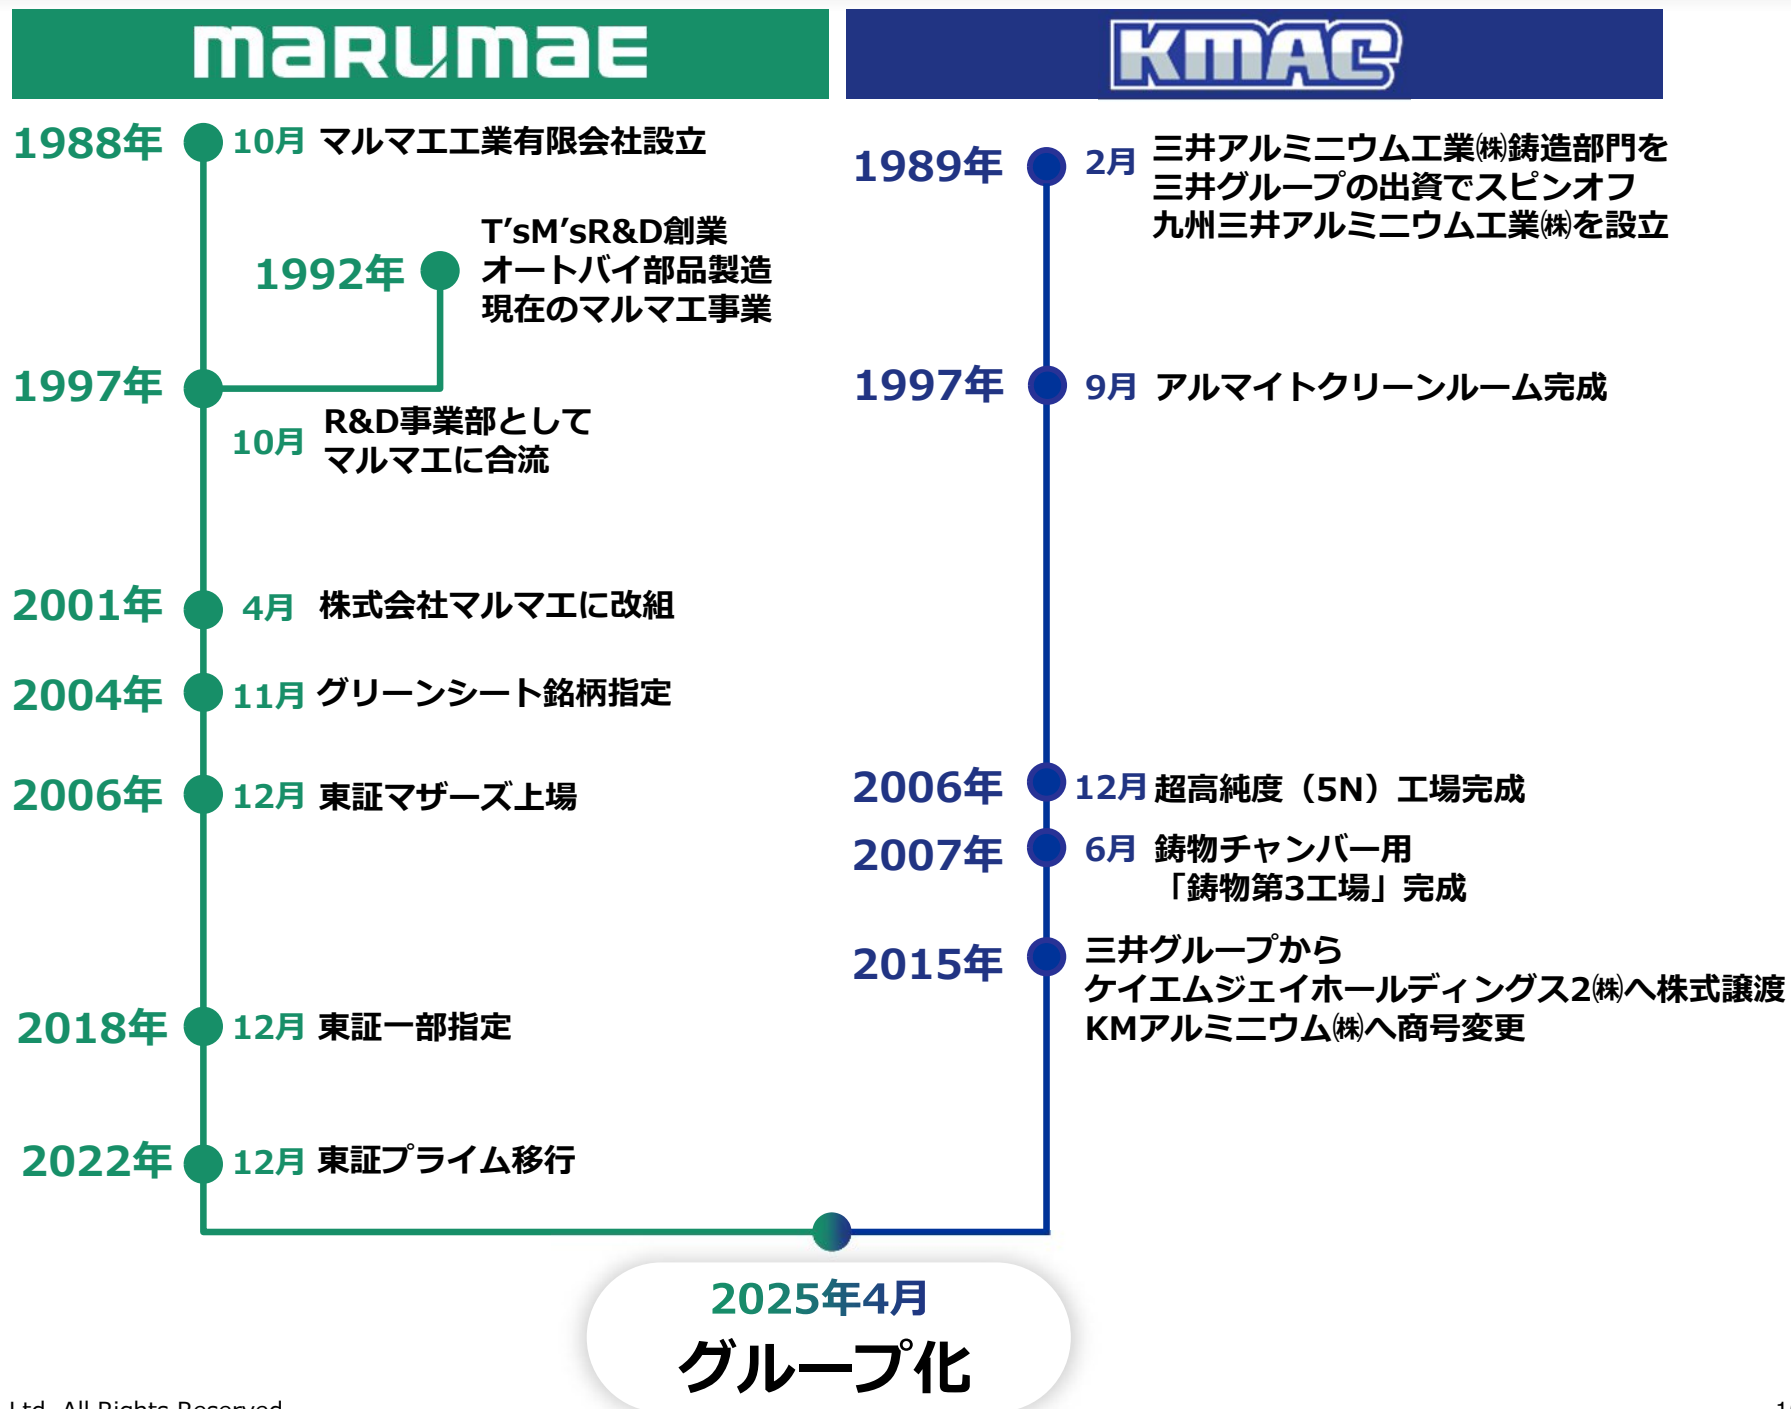 MARUMAE
1988年 10月 マルマエ工業有限会社設立
1992年
T'sM'sR&D創業
オートバイ部品製造
現在のマルマエ事業
1997年
10月
R&D事業部として
マルマエに合流
2001年 4月 株式会社マルマエに改組
2004年 11月 グリーンシート銘柄指定
2006年 12月 東証マザーズ上場
2018年 12月 東証一部指定
2022年 12月 東証プライム移行
KMAC
1989年 2月
三井アルミニウム工業㈱鋳造部門を
三井グループの出資でスピンオフ
九州三井アルミニウム工業㈱を設立
1997年 9月 アルマイトクリーンルーム完成
2006年 12月 超高純度（5N）工場完成
2007年 6月 鋳物チャンバー用
「鋳物第3工場」完成
2015年
三井グループから
ケイエムジェイホールディングス2㈱へ株式譲渡
KMアルミニウム㈱へ商号変更
2025年4月
グループ化
Ltd. All Rights Reserved